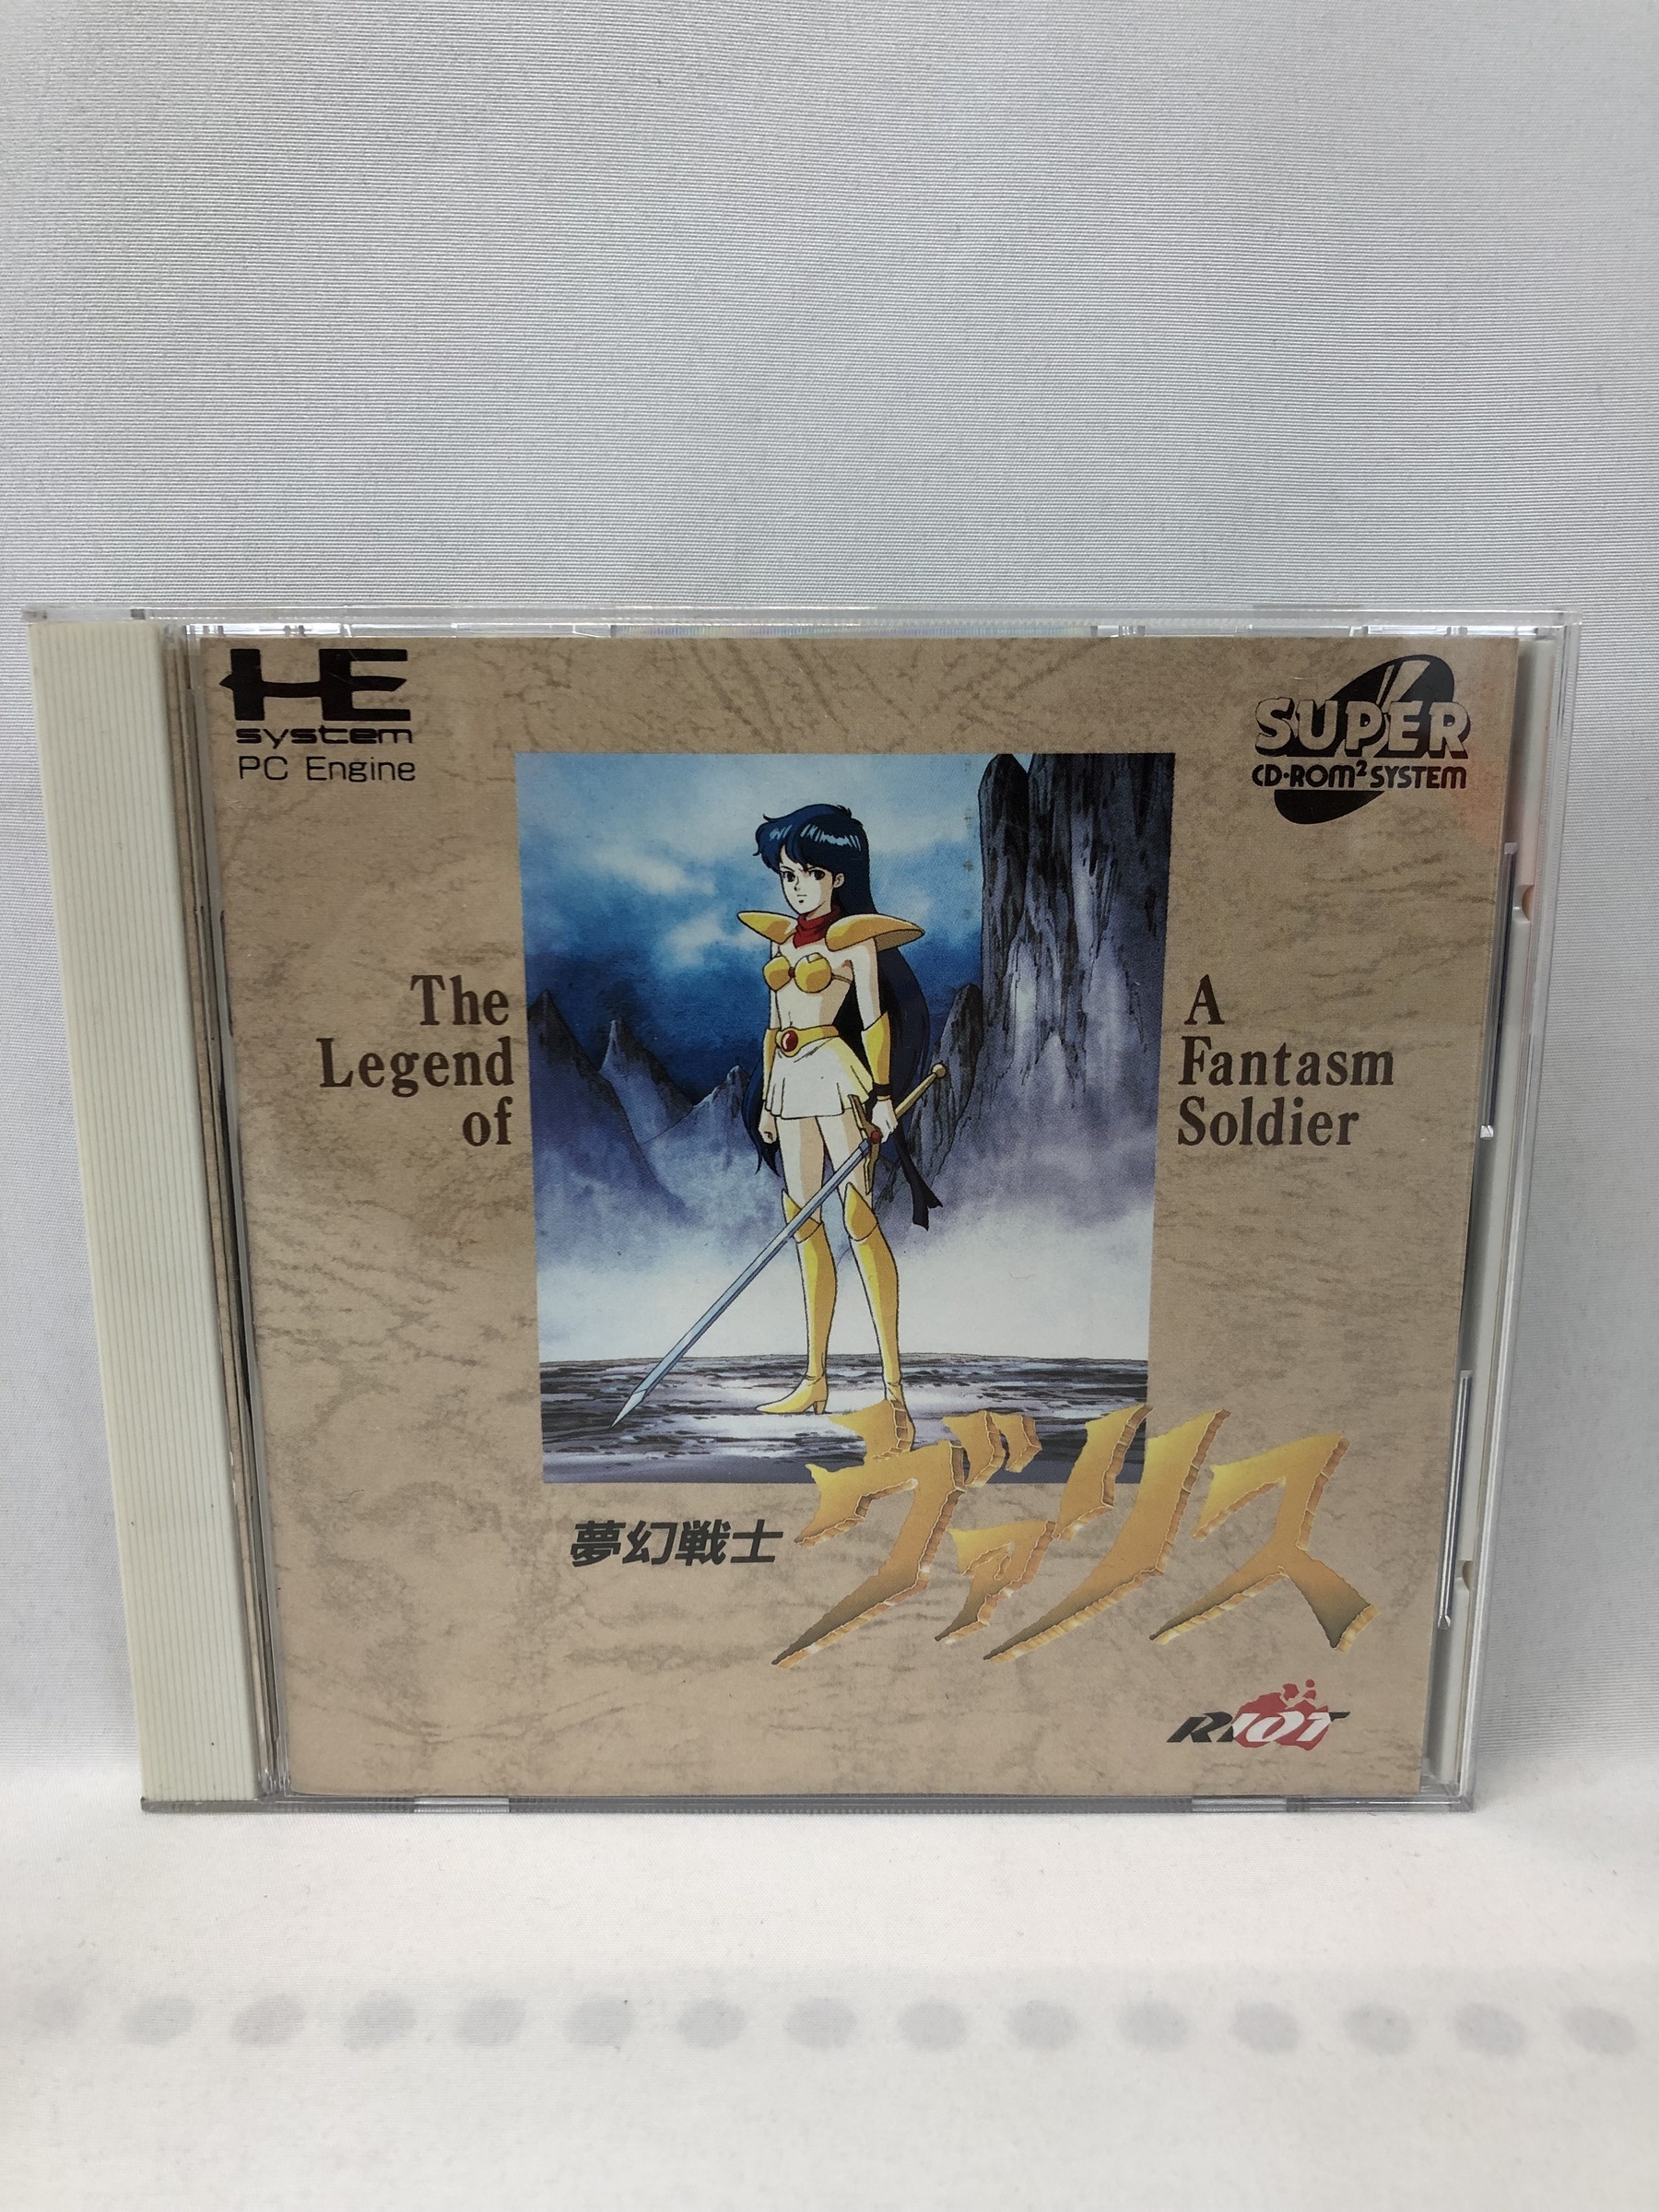 HE
system
PC Engine
SUPER
CD-ROM² SYSTEM
The
Legend
of
A
Fantasm
Soldier
夢幻戦士
ヴァリス
RIOT